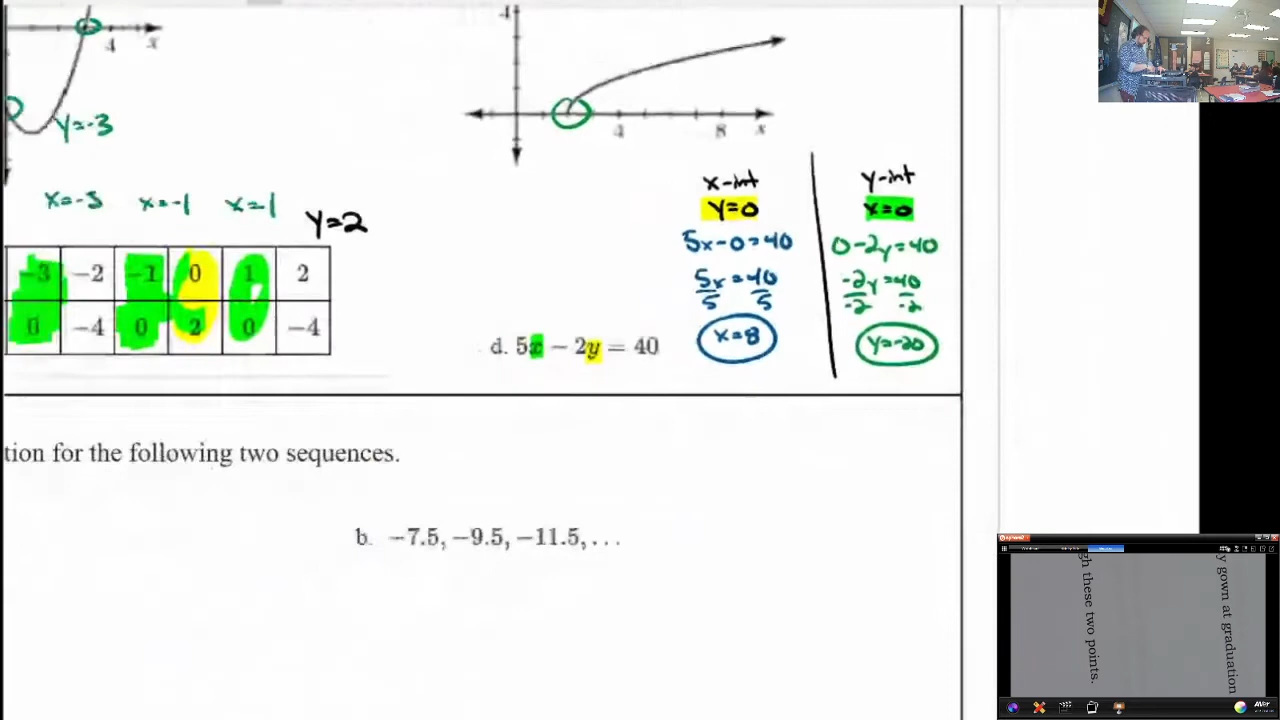 4
x
y=-3
4
4
8
x
x=-3 x=-1 x=1
y=2
-3 -2 -1 0 1 2
0 -4 0 2 0 -4
x-int
y=0
5x-0=40
5x=40
5 5
x=8
y-int
x=0
0-2y=40
-2y=40
-2 -2
y=-20
d. 5x − 2y = 40
tion for the following two sequences.
b. −7.5, −9.5, −11.5, . . .
gh these two points.
y gown at graduation